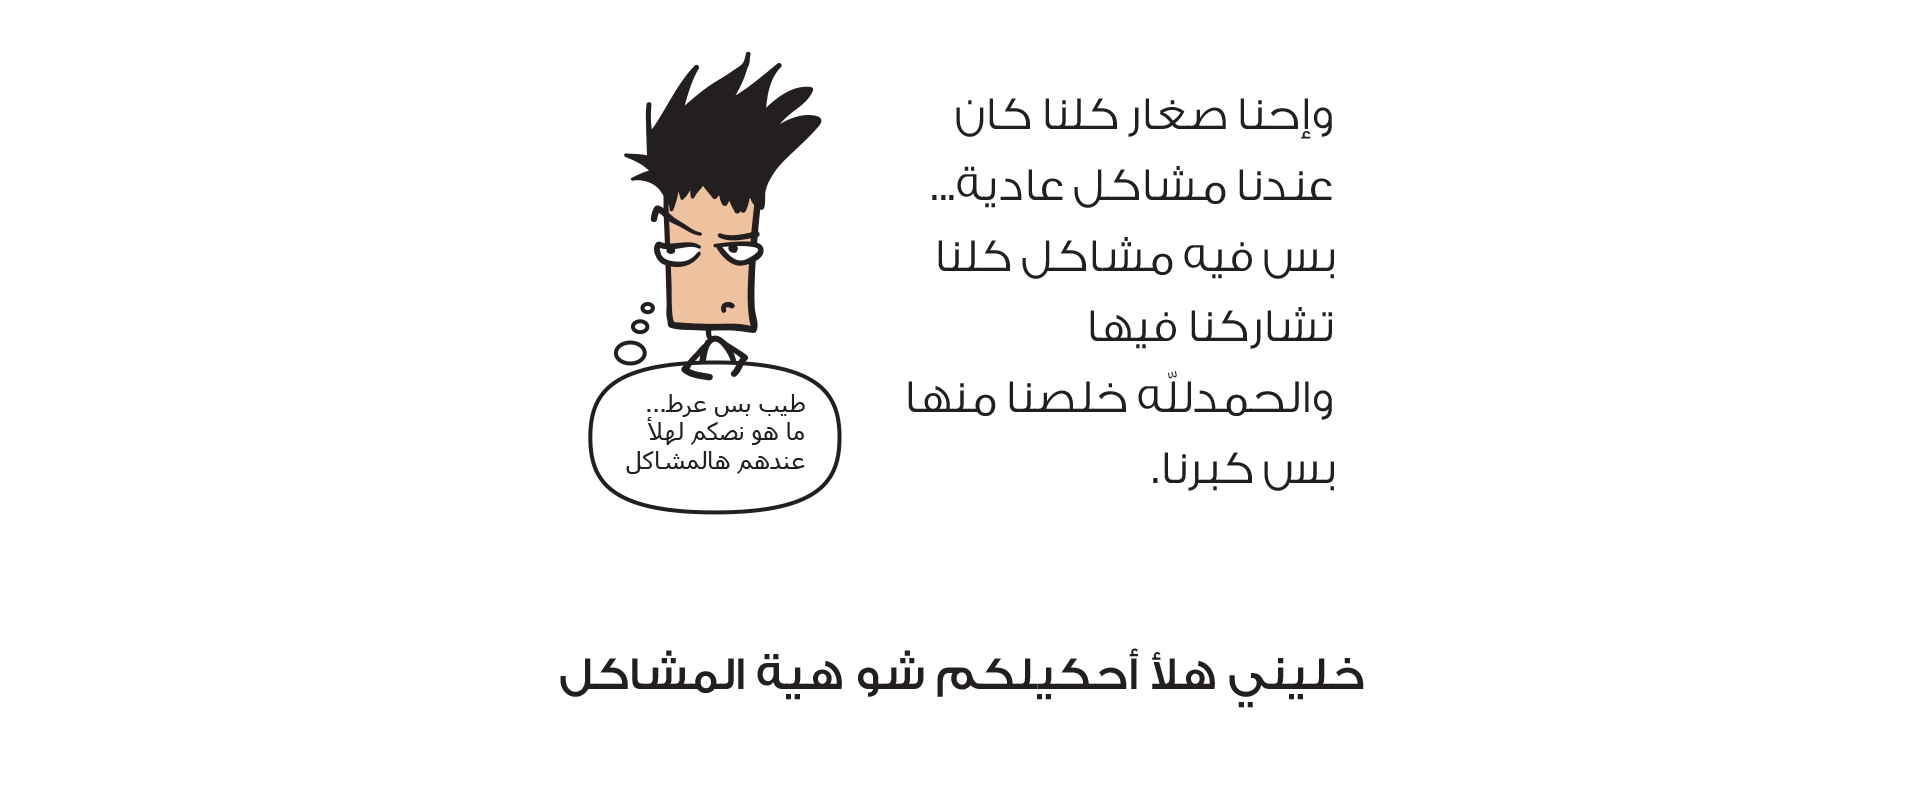 وإحنا صغار كلنا كان
عندنا مشاكل عادية...
بس فيه مشاكل كلنا
تشاركنا فيها
والحمدللّه خلصنا منها
بس كبرنا.
طيب بس عرط...
ما هو نصكم لهلأ
عندهم هالمشاكل
خليني هلأ أحكيلكم شو هية المشاكل